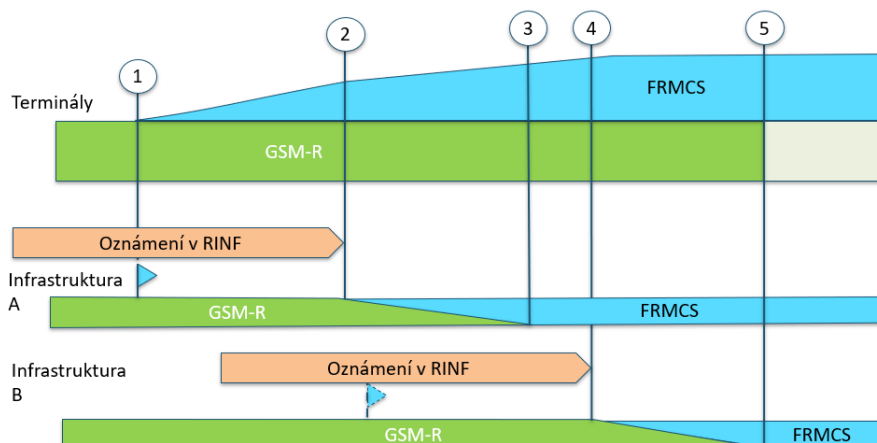 1
2
3
4
5
Terminály
FRMCS
GSM-R
Oznámení v RINF
Infrastruktura
A
GSM-R
FRMCS
Oznámení v RINF
Infrastruktura
B
GSM-R
FRMCS